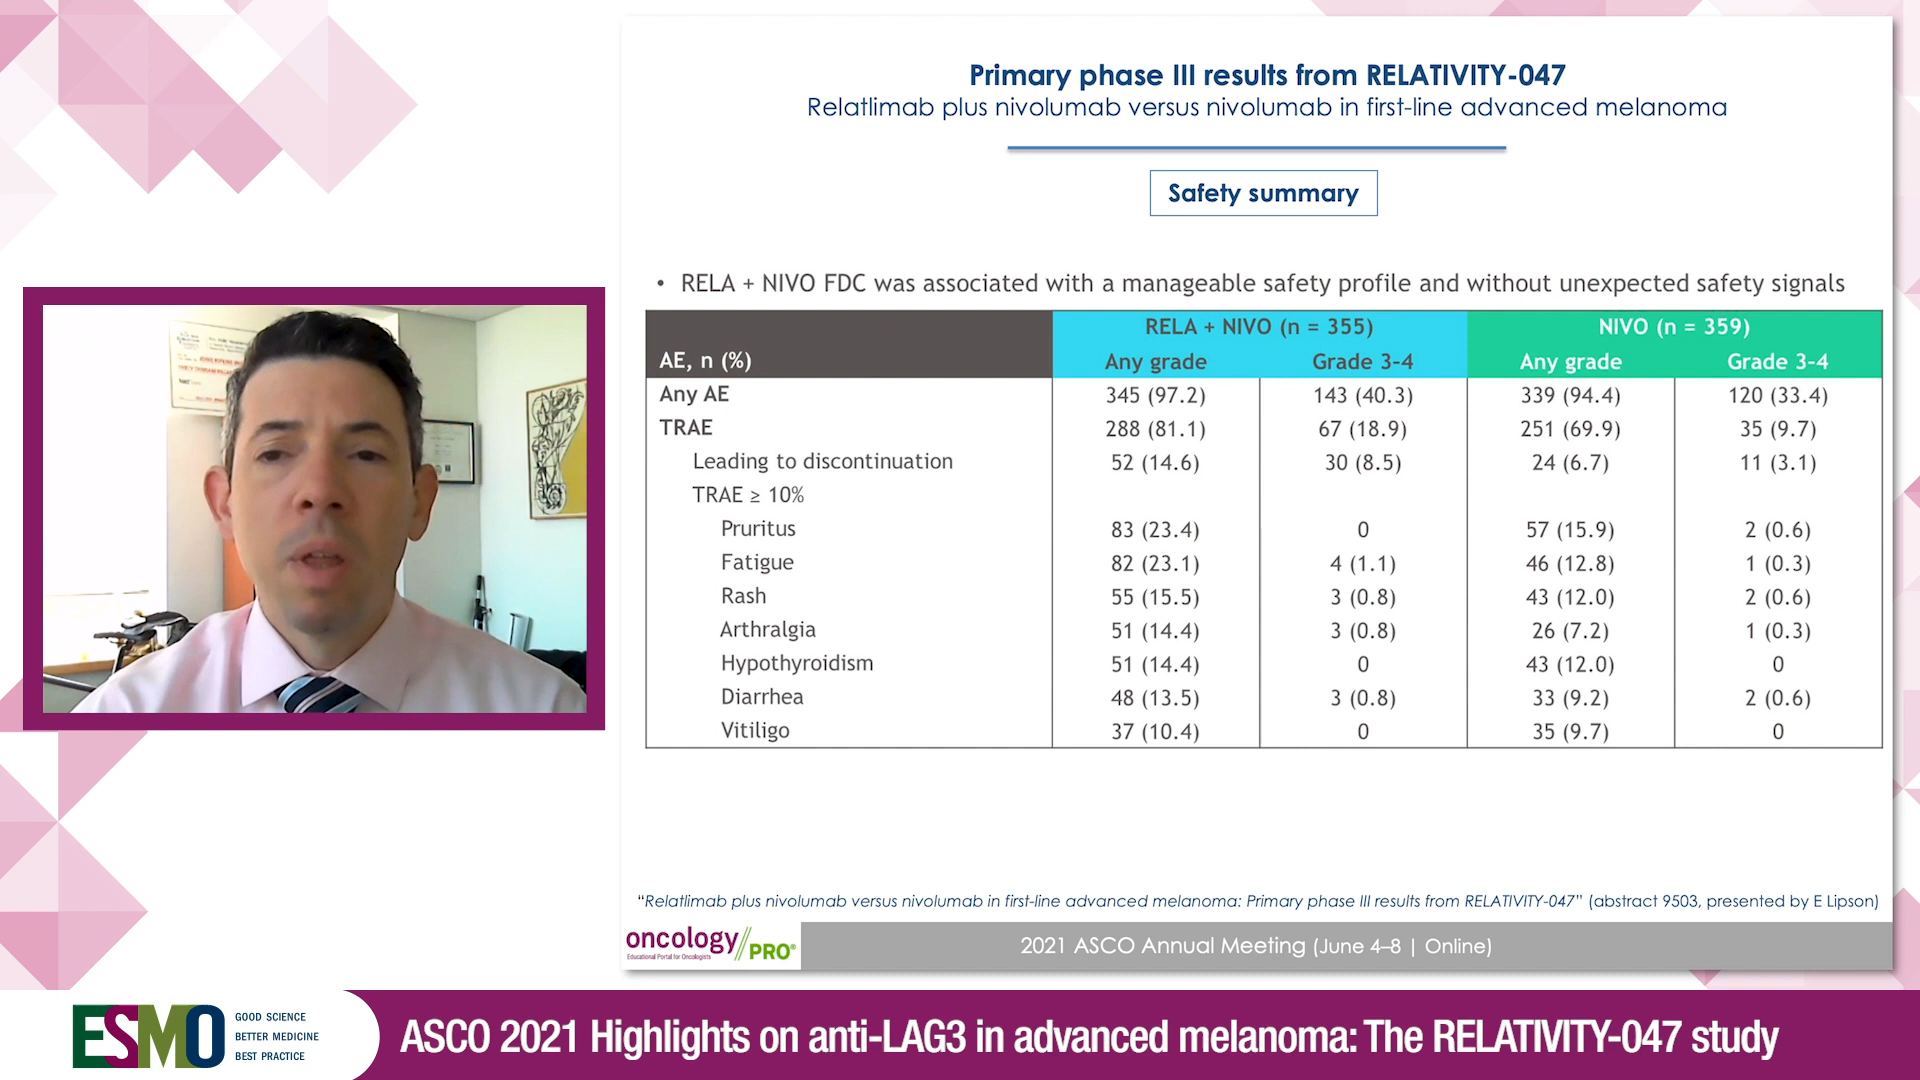 Primary phase III results from RELATIVITY-047
Relatlimab plus nivolumab versus nivolumab in first-line advanced melanoma
Safety summary
• RELA + NIVO FDC was associated with a manageable safety profile and without unexpected safety signals
RELA + NIVO (n = 355) NIVO (n = 359)
AE, n (%) Any grade Grade 3-4 Any grade Grade 3-4
Any AE 345 (97.2) 143 (40.3) 339 (94.4) 120 (33.4)
TRAE 288 (81.1) 67 (18.9) 251 (69.9) 35 (9.7)
Leading to discontinuation 52 (14.6) 30 (8.5) 24 (6.7) 11 (3.1)
TRAE ≥ 10%
Pruritus 83 (23.4) 0 57 (15.9) 2 (0.6)
Fatigue 82 (23.1) 4 (1.1) 46 (12.8) 1 (0.3)
Rash 55 (15.5) 3 (0.8) 43 (12.0) 2 (0.6)
Arthralgia 51 (14.4) 3 (0.8) 26 (7.2) 1 (0.3)
Hypothyroidism 51 (14.4) 0 43 (12.0) 0
Diarrhea 48 (13.5) 3 (0.8) 33 (9.2) 2 (0.6)
Vitiligo 37 (10.4) 0 35 (9.7) 0
"Relatlimab plus nivolumab versus nivolumab in first-line advanced melanoma: Primary phase III results from RELATIVITY-047" (abstract 9503, presented by E Lipson)
oncology//PRO®
Educational Portal for Oncologists
2021 ASCO Annual Meeting (June 4–8 | Online)
ESMO
GOOD SCIENCE
BETTER MEDICINE
BEST PRACTICE
ASCO 2021 Highlights on anti-LAG3 in advanced melanoma: The RELATIVITY-047 study